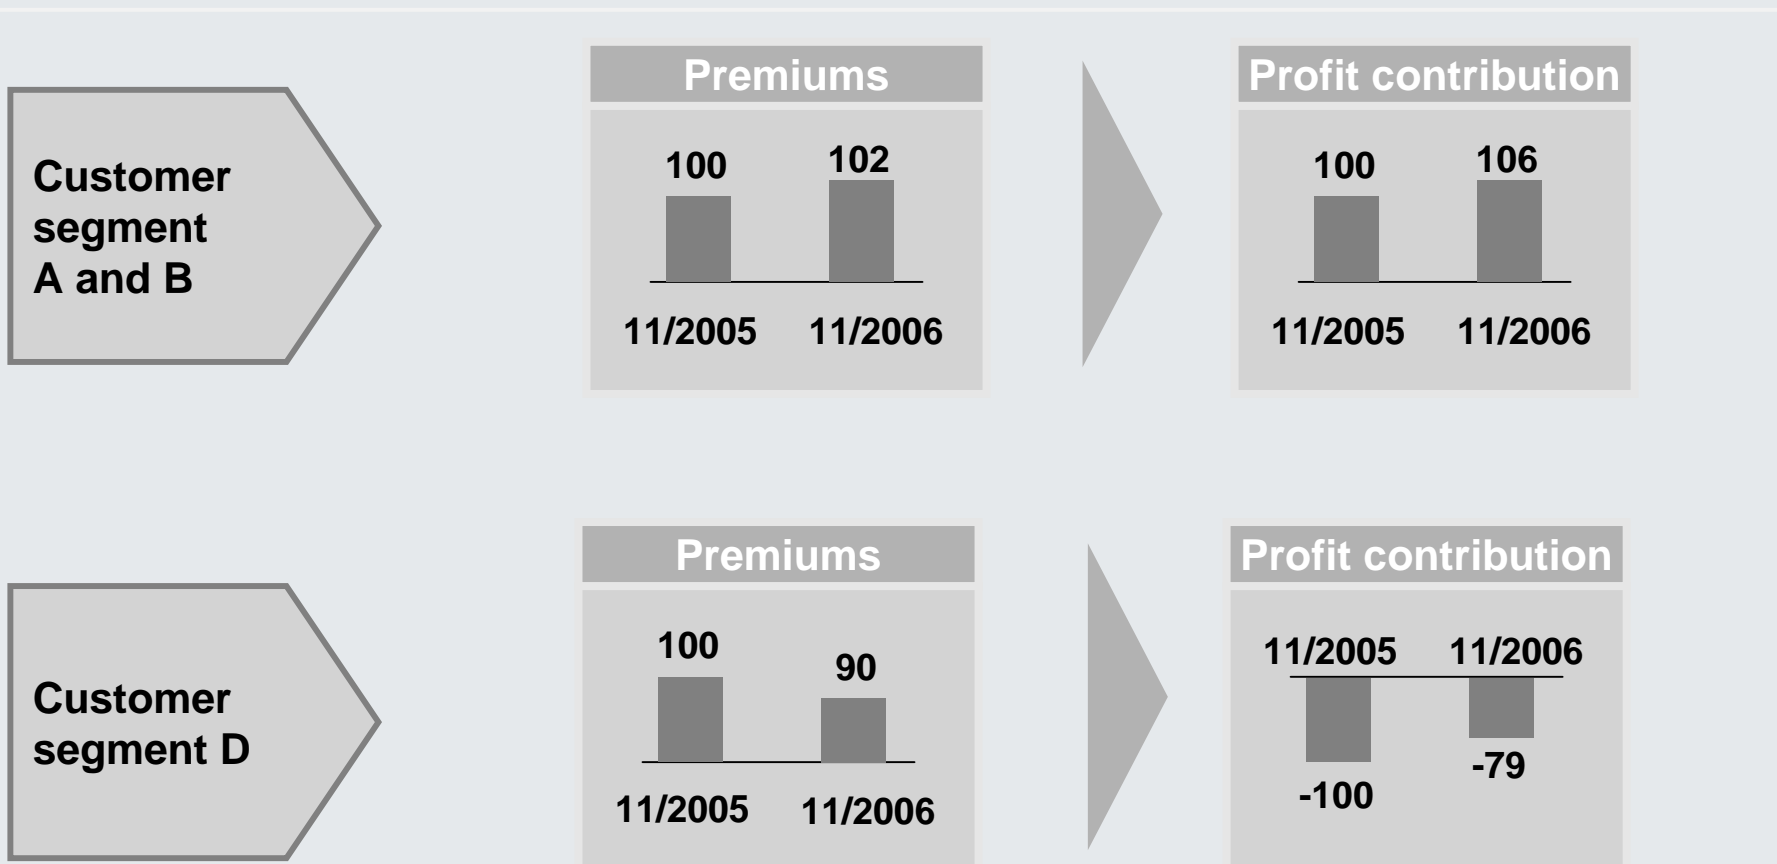 Customer
segment
A and B
Premiums
100 102
11/2005 11/2006
Profit contribution
100 106
11/2005 11/2006
Customer
segment D
Premiums
100 90
11/2005 11/2006
Profit contribution
11/2005 11/2006
-100 -79